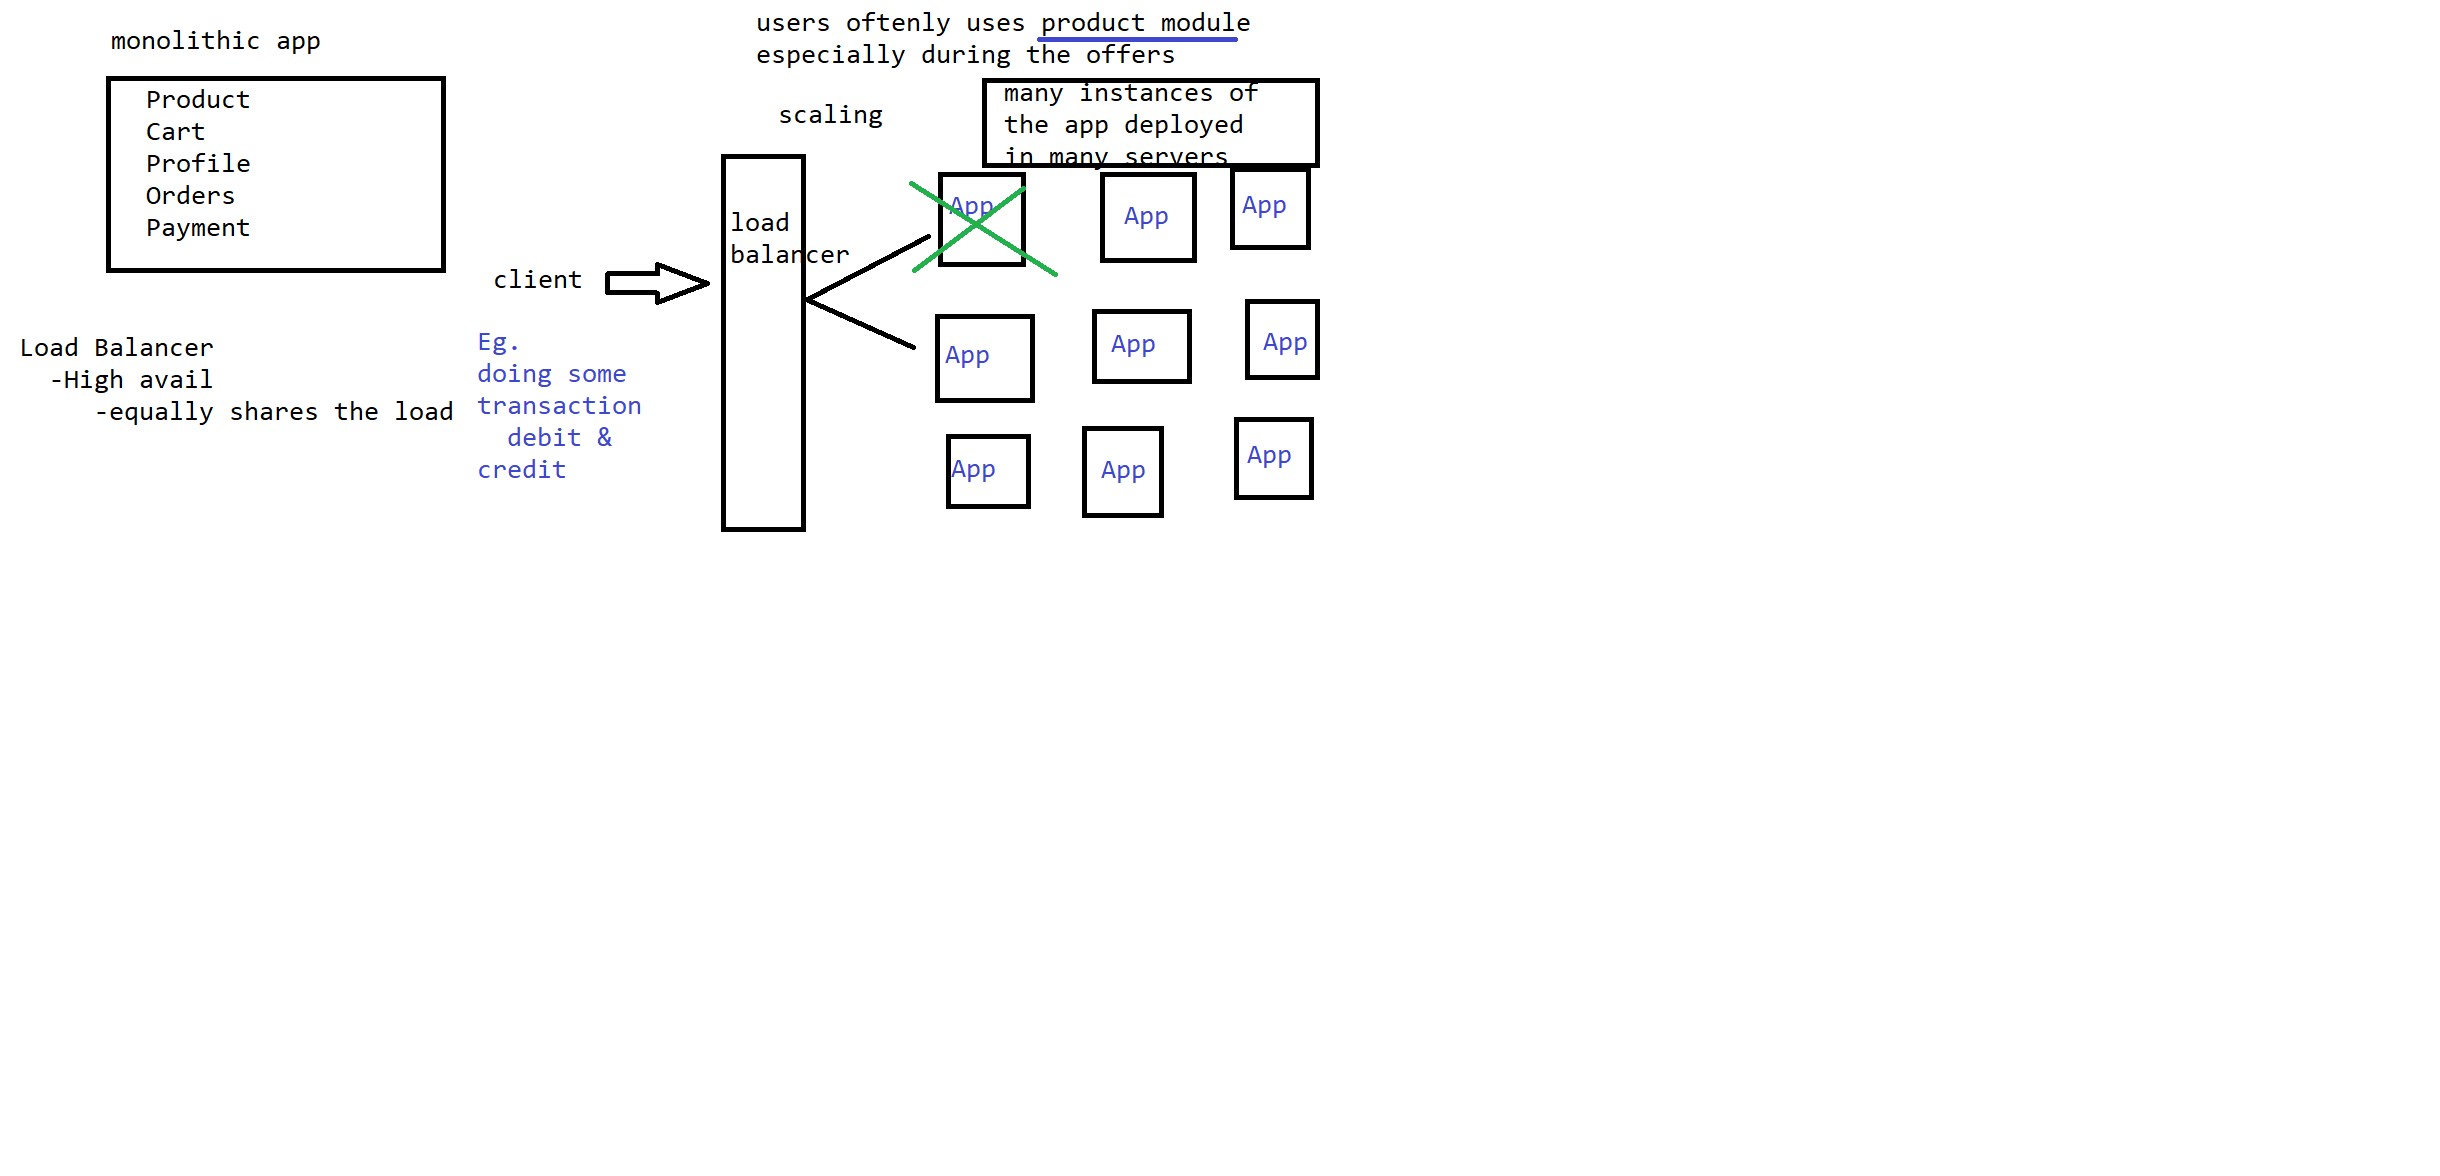 monolithic app
Product
Cart
Profile
Orders
Payment
Load Balancer
-High avail
-equally shares the load
client
Eg.
doing some
transaction
debit &
credit
users oftenly uses product module
especially during the offers
scaling
many instances of
the app deployed
in many servers
load
balancer
App
App
App
App
App
App
App
App
App